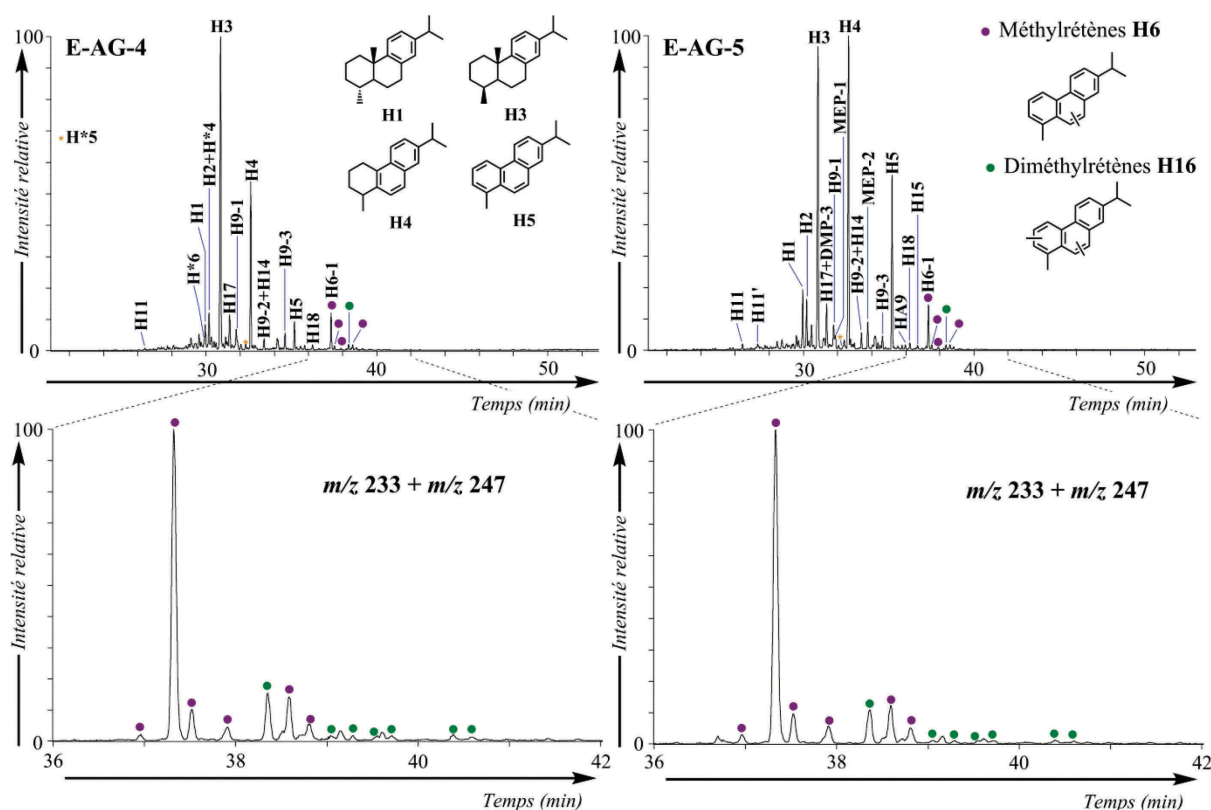 E-AG-4
Intensité relative
100
0
H*5
H11
H*6
H1
H2+H*4
H3
H17
H9-1
H4
H9-2+H14
H9-3
H5
H18
H6-1
H1
H3
H4
H5
30
40
50
Temps (min)
E-AG-5
Intensité relative
100
0
H11
H11'
H1
H2
H3
H17+DMP-3
H9-1
MEP-1
H4
H9-2+H14
MEP-2
H9-3
H5
HA9
H18
H15
H6-1
30
40
50
Temps (min)
Méthylrétènes H6
Diméthylrétènes H16
Intensité relative
100
0
m/z 233 + m/z 247
36
38
40
42
Temps (min)
Intensité relative
100
0
m/z 233 + m/z 247
36
38
40
42
Temps (min)